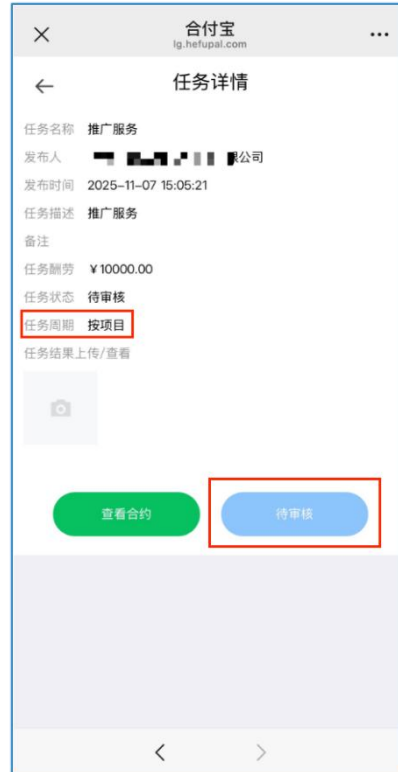 合付宝
lg.hefupal.com
任务详情
任务名称 推广服务
发布人 公司
发布时间 2025-11-07 15:05:21
任务描述 推广服务
备注
任务酬劳 ￥10000.00
任务状态 待审核
任务周期 按项目
任务结果上传/查看
查看合约
待审核